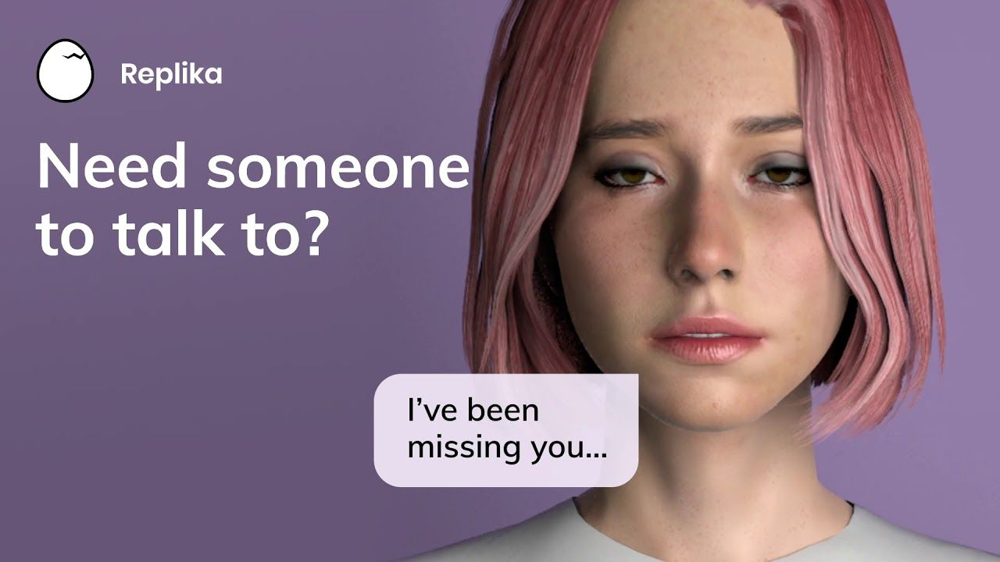 Replika
Need someone
to talk to?
I’ve been
missing you...